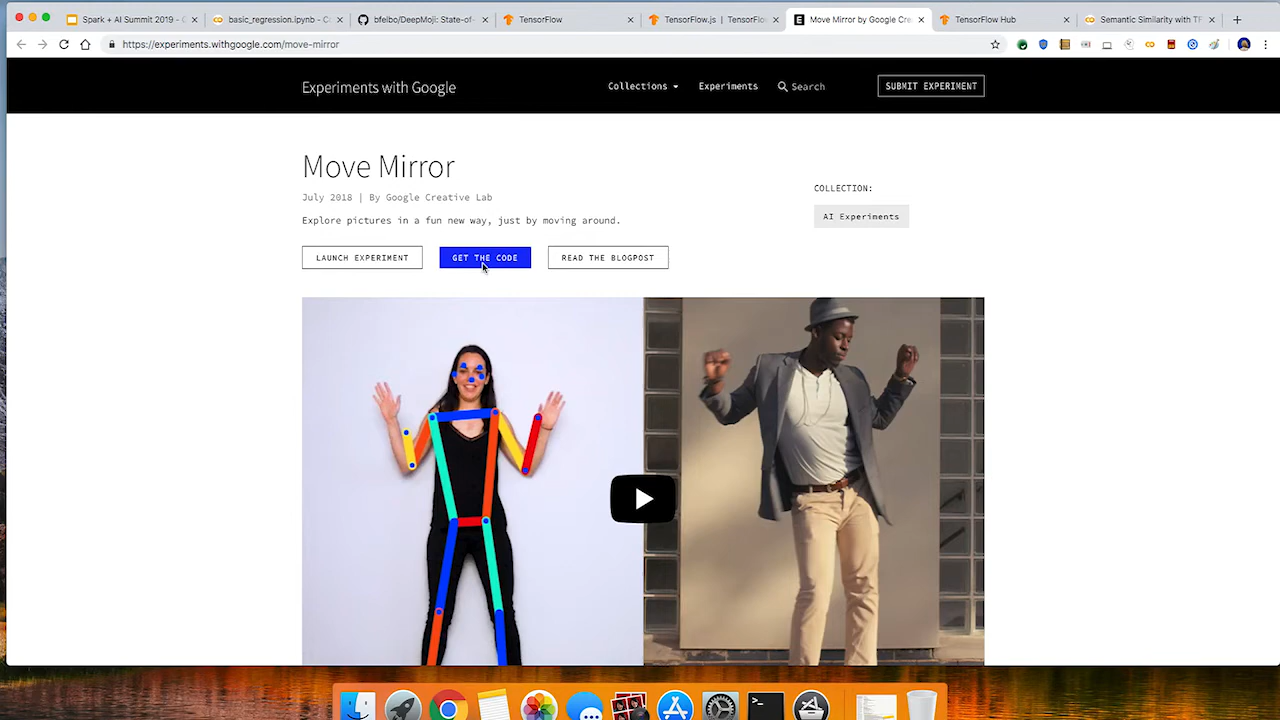 Spark + AI Summit 2019 - G
basic_regression.ipynb - Co
bfeibo/DeepMoji: State-of-
TensorFlow
TensorFlow.js | TensorFlow
Move Mirror by Google Cre
TensorFlow Hub
Semantic Similarity with TF
https://experiments.withgoogle.com/move-mirror
Experiments with Google
Collections
Experiments
Search
SUBMIT EXPERIMENT
Move Mirror
July 2018 | By Google Creative Lab
Explore pictures in a fun new way, just by moving around.
LAUNCH EXPERIMENT
GET THE CODE
READ THE BLOGPOST
COLLECTION:
AI Experiments